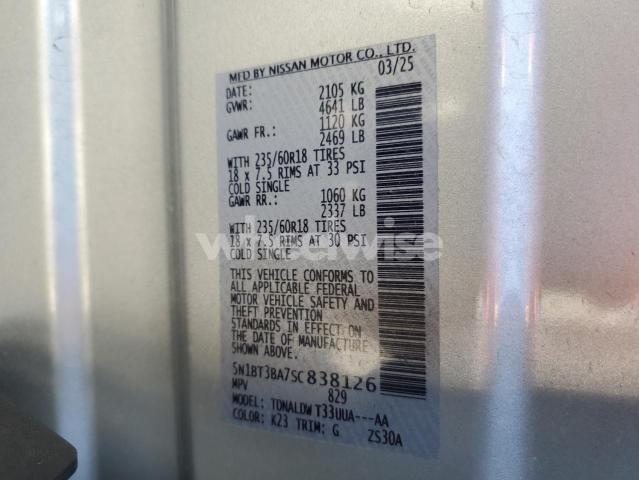 MFD BY NISSAN MOTOR CO., LTD.
DATE: 03/25
GVWR: 2105 KG
4641 LB
GAWR FR.: 1120 KG
2469 LB
WITH 235/60R18 TIRES
18 x 7.5 RIMS AT 33 PSI
COLD SINGLE
GAWR RR.: 1060 KG
2337 LB
WITH 235/60R18 TIRES
18 x 7.5 RIMS AT 30 PSI
COLD SINGLE
THIS VEHICLE CONFORMS TO
ALL APPLICABLE FEDERAL
MOTOR VEHICLE SAFETY AND
THEFT PREVENTION
STANDARDS IN EFFECT ON
THE DATE OF MANUFACTURE
SHOWN ABOVE.
5N1BT3BA7SC838126
MPV 829
MODEL: TDNALDW T33UUA---AA
COLOR: K23 TRIM: G ZS30A